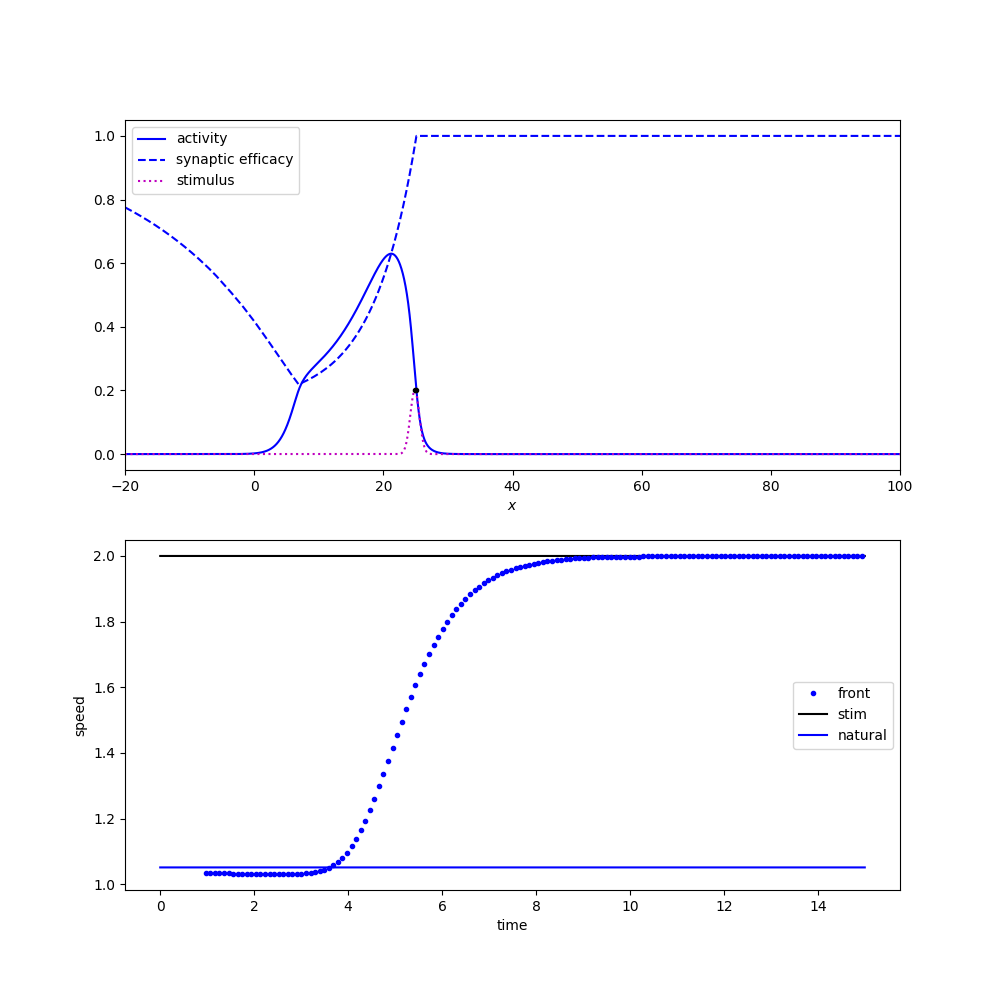 1.0
0.8
0.6
0.4
0.2
0.0
activity
synaptic efficacy
stimulus
−20 0 20 40 60 80 100
x
2.0
1.8
1.6
1.4
1.2
1.0
speed
front
stim
natural
0 2 4 6 8 10 12 14
time